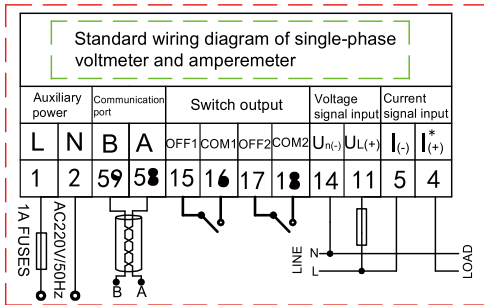 Standard wiring diagram of single-phase
voltmeter and amperemeter
Auxiliary power
Communication port
Switch output
Voltage signal input
Current signal input
L N B A OFF1 COM1 OFF2 COM2 Un(-) UL(+) I(-) I*(+)
1 2 59 58 15 16 17 18 14 11 5 4
1A FUSES
AC220V/50Hz
B A
LINE
N
L
LOAD